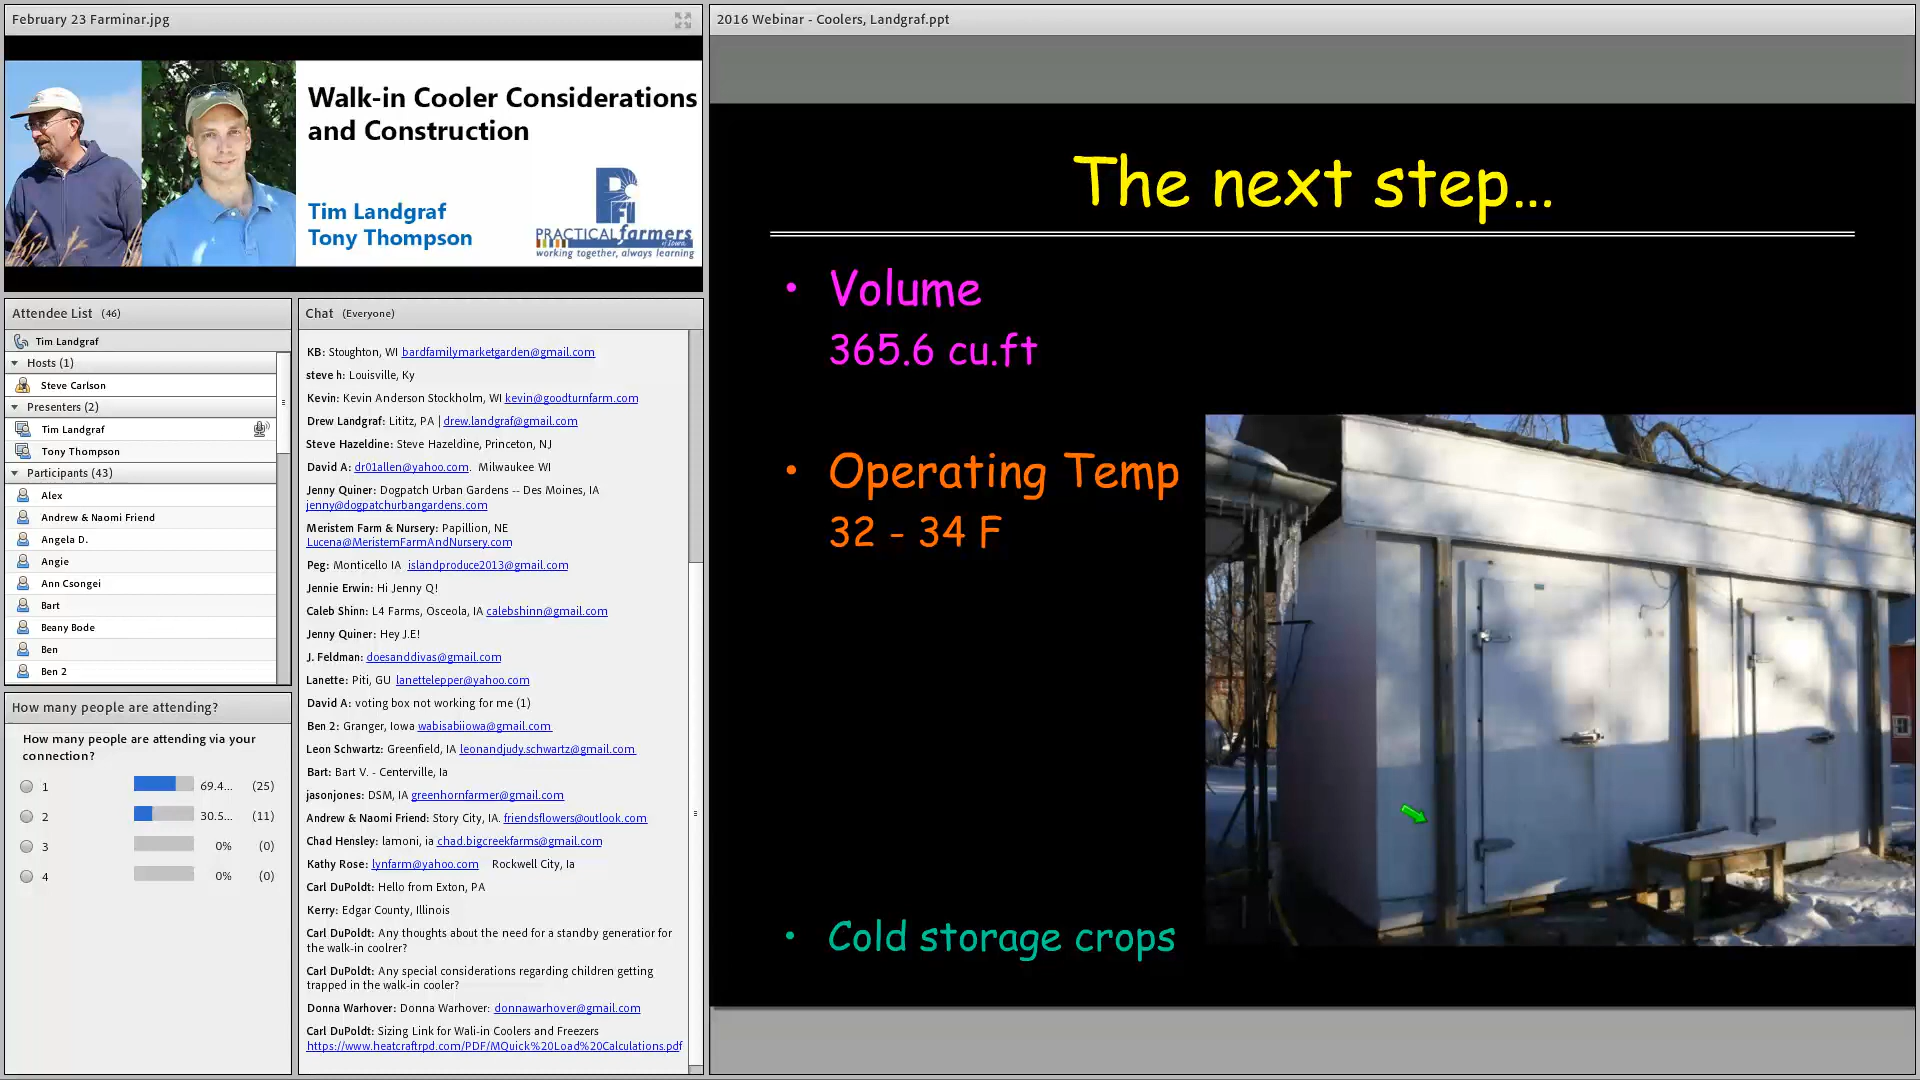 February 23 Farminar.jpg
Walk-in Cooler Considerations
and Construction
Tim Landgraf
Tony Thompson
PFI
PRACTICAL farmers
of Iowa
working together, always learning
Attendee List (46)
Tim Landgraf
Hosts (1)
Steve Carlson
Presenters (2)
Tim Landgraf
Tony Thompson
Participants (43)
Alex
Andrew & Naomi Friend
Angela D.
Angie
Ann Csongei
Bart
Beany Bode
Ben
Ben 2
How many people are attending?
How many people are attending via your
connection?
1 69.4... (25)
2 30.5... (11)
3 0% (0)
4 0% (0)
Chat (Everyone)
KB: Stoughton, WI bardfamilymarketgarden@gmail.com
steve h: Louisville, Ky
Kevin: Kevin Anderson Stockholm, WI kevin@goodturnfarm.com
Drew Landgraf: Lititz, PA | drew.landgraf@gmail.com
Steve Hazeldine: Steve Hazeldine, Princeton, NJ
David A: dr01allen@yahoo.com. Milwaukee WI
Jenny Quiner: Dogpatch Urban Gardens -- Des Moines, IA
jenny@dogpatchurbangardens.com
Meristem Farm & Nursery: Papillion, NE
Lucena@MeristemFarmAndNursery.com
Peg: Monticello IA islandproduce2013@gmail.com
Jennie Erwin: Hi Jenny Q!
Caleb Shinn: L4 Farms, Osceola, IA calebshinn@gmail.com
Jenny Quiner: Hey J.E!
J. Feldman: doesanddivas@gmail.com
Lanette: Piti, GU lanettelepper@yahoo.com
David A: voting box not working for me (1)
Ben 2: Granger, Iowa wabisabiiowa@gmail.com
Leon Schwartz: Greenfield, IA leonandjudy.schwartz@gmail.com
Bart: Bart V. - Centerville, Ia
jasonjones: DSM, IA greenhornfarmer@gmail.com
Andrew & Naomi Friend: Story City, IA. friendsflowers@outlook.com
Chad Hensley: lamoni, ia chad.bigcreekfarms@gmail.com
Kathy Rose: lynfarm@yahoo.com Rockwell City, Ia
Carl DuPoldt: Hello from Exton, PA
Kerry: Edgar County, Illinois
Carl DuPoldt: Any thoughts about the need for a standby generatior for
the walk-in coolrer?
Carl DuPoldt: Any special considerations regarding children getting
trapped in the walk-in cooler?
Donna Warhover: Donna Warhover: donnawarhover@gmail.com
Carl DuPoldt: Sizing Link for Wali-in Coolers and Freezers
https://www.heatcraftrpd.com/PDF/MQuick%20Load%20Calculations.pdf
2016 Webinar - Coolers, Landgraf.ppt
The next step...
• Volume
365.6 cu.ft
• Operating Temp
32 - 34 F
• Cold storage crops